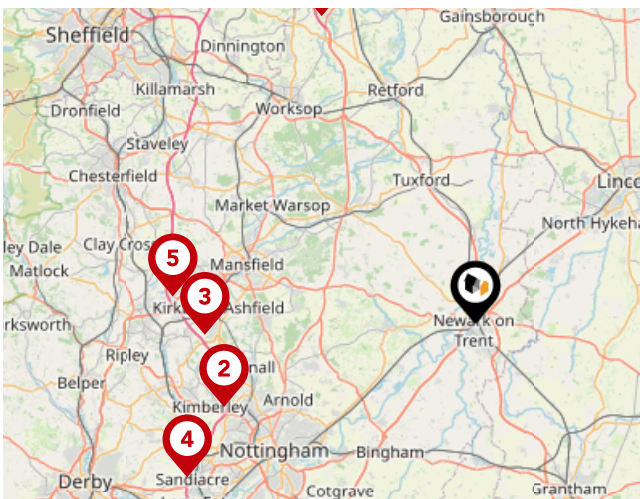 Gainsborough
Sheffield
Dinnington
Killamarsh
Retford
Worksop
Dronfield
Staveley
Chesterfield
Tuxford
Linc
Market Warsop
North Hykeha
ley Dale
Clay Cross
5
Mansfield
Matlock
3
Kirk
Ashfield
Newark on
Trent
rksworth
Ripley
2
nall
Belper
Kimberley
Arnold
4
Nottingham
Bingham
Derby
Sandiacre
Cotgrave
Grantham